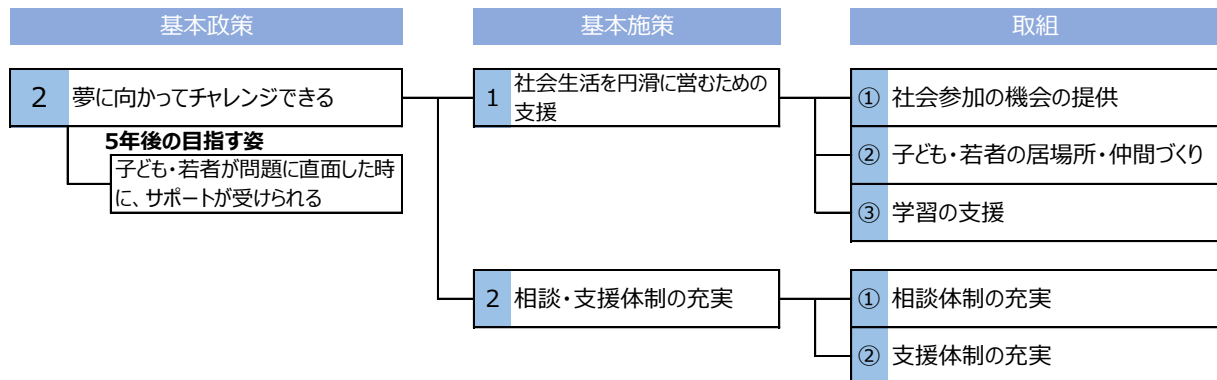 基本政策
基本施策
取組
2 夢に向かってチャレンジできる
5年後の目指す姿
子ども・若者が問題に直面した時
に、サポートが受けられる
1 社会生活を円滑に営むための
支援
① 社会参加の機会の提供
② 子ども・若者の居場所・仲間づくり
③ 学習の支援
2 相談・支援体制の充実
① 相談体制の充実
② 支援体制の充実